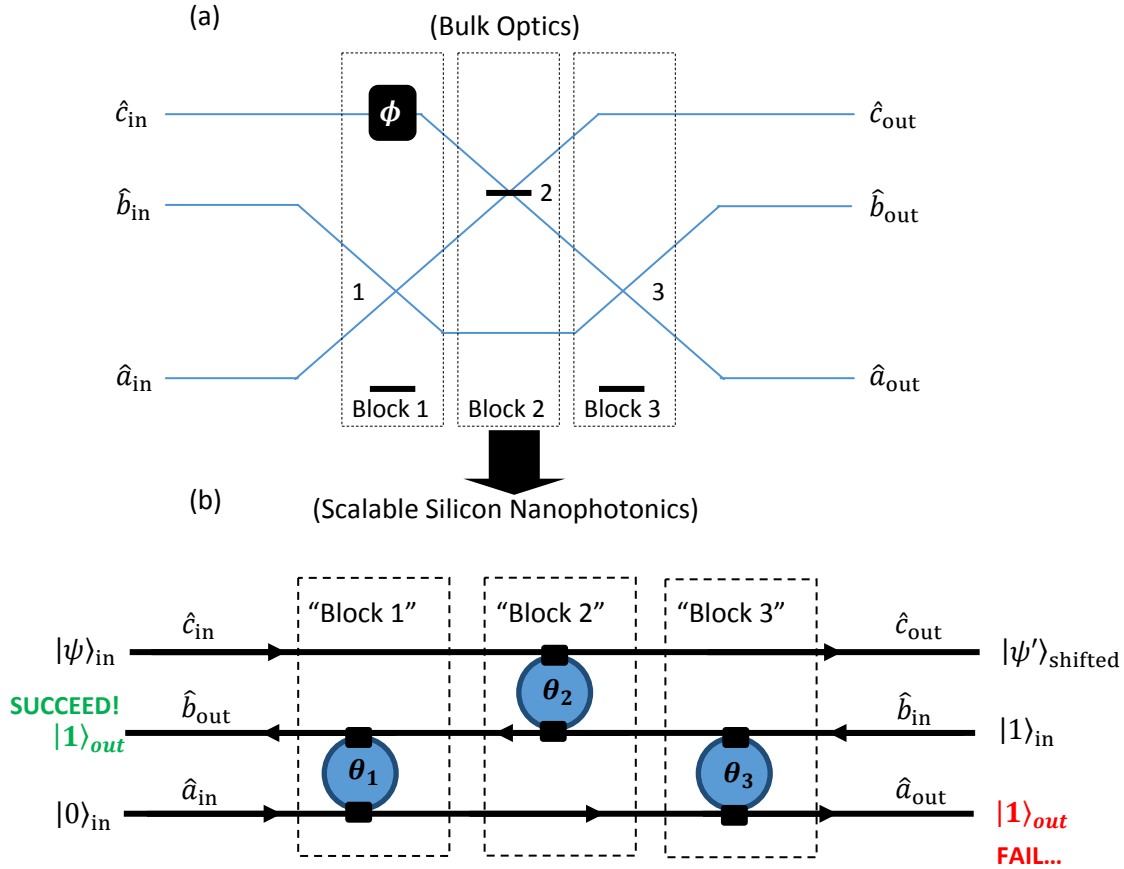 (a)
(Bulk Optics)
ĉin
ϕ
ĉout
b̂in
2
b̂out
1
3
âin
âout
Block 1
Block 2
Block 3
(b)
(Scalable Silicon Nanophotonics)
“Block 1”
“Block 2”
“Block 3”
|ψ⟩in
ĉin
ĉout
|ψ′⟩shifted
θ2
SUCCEED!
|1⟩out
b̂out
b̂in
|1⟩in
θ1
θ3
|0⟩in
âin
âout
|1⟩out
FAIL...